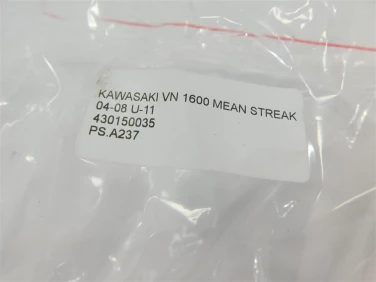 KAWASAKI VN 1600 MEAN STREAK
04-08 U-11
430150035
PS.A237